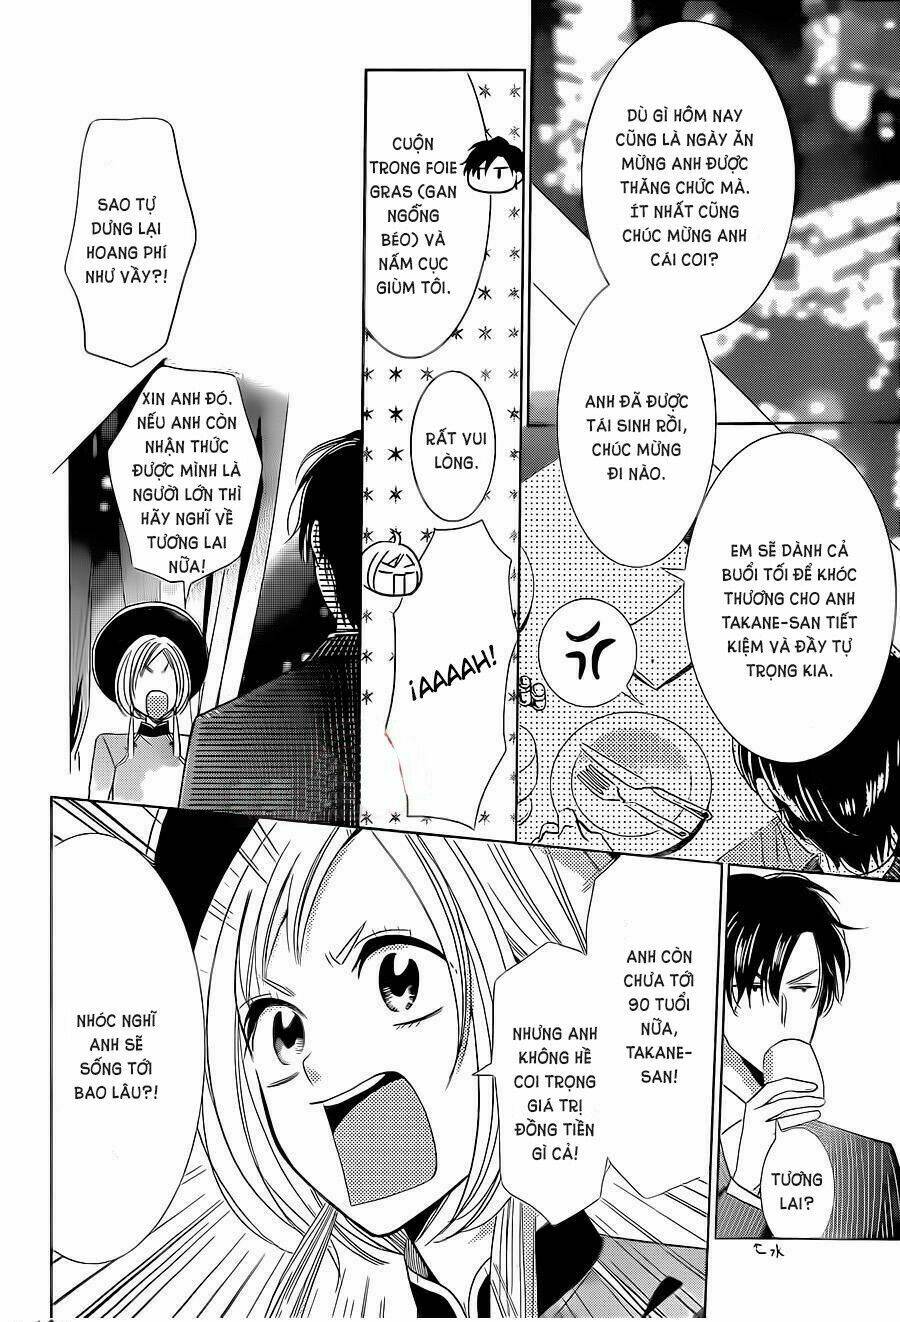 DÙ GÌ HÔM NAY
CŨNG LÀ NGÀY ĂN
MỪNG ANH ĐƯỢC
THĂNG CHỨC MÀ.
ÍT NHẤT CŨNG
CHÚC MỪNG ANH
CÁI COI?
ANH ĐÃ ĐƯỢC
TÁI SINH RỒI,
CHÚC MỪNG
ĐI NÀO.
EM SẼ DÀNH CẢ
BUỔI TỐI ĐỂ KHÓC
THƯƠNG CHO ANH
TAKANE-SAN TIẾT
KIỆM VÀ ĐẦY TỰ
TRỌNG KIA.
CUỘN
TRONG FOIE
GRAS (GAN
NGỖNG
BÉO) VÀ
NẤM CỤC
GIÙM TÔI.
RẤT VUI
LÒNG.
¡AAAAH!
SAO TỰ
DƯNG LẠI
HOANG PHÍ
NHƯ VẦY?!
XIN ANH ĐÓ.
NẾU ANH CÒN
NHẬN THỨC
ĐƯỢC MÌNH LÀ
NGƯỜI LỚN THÌ
HÃY NGHĨ VỀ
TƯƠNG LAI
NỮA!
TƯƠNG
LAI?
ANH CÒN
CHƯA TỚI
90 TUỔI
NỮA,
TAKANE-
SAN!
NHƯNG ANH
KHÔNG HỀ
COI TRỌNG
GIÁ TRỊ
ĐỒNG TIỀN
GÌ CẢ!
NHÓC NGHĨ
ANH SẼ
SỐNG TỚI
BAO LÂU?!